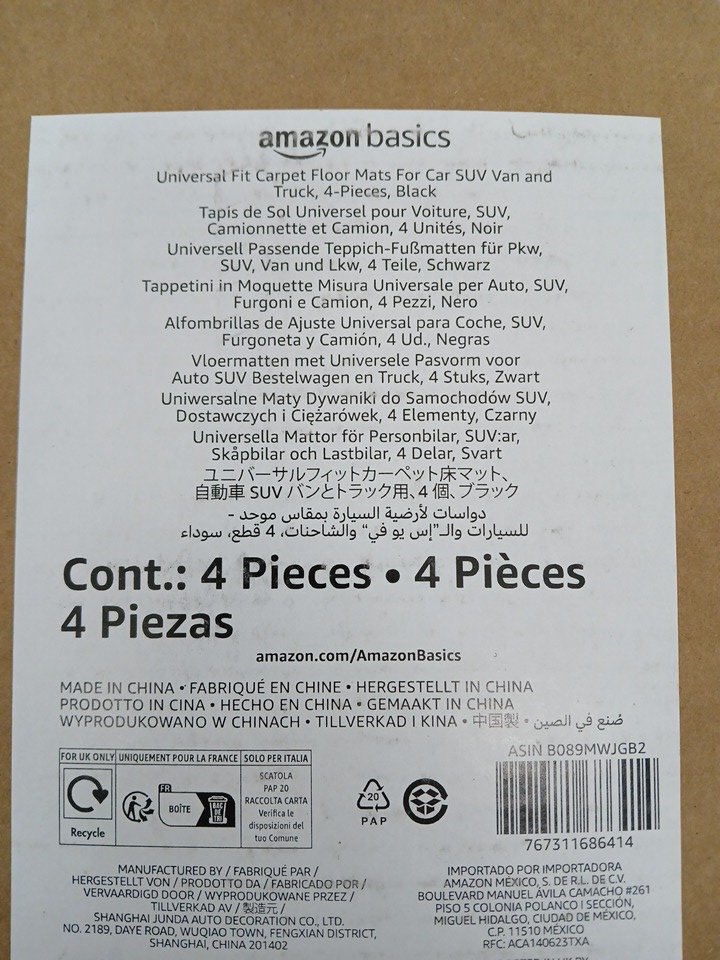 amazon basics
Universal Fit Carpet Floor Mats For Car SUV Van and
Truck, 4-Pieces, Black
Tapis de Sol Universel pour Voiture, SUV,
Camionnette et Camion, 4 Unités, Noir
Universell Passende Teppich-Fußmatten für Pkw,
SUV, Van und Lkw, 4 Teile, Schwarz
Tappetini in Moquette Misura Universale per Auto, SUV,
Furgoni e Camion, 4 Pezzi, Nero
Alfombrillas de Ajuste Universal para Coche, SUV,
Furgoneta y Camión, 4 Ud., Negras
Vloermatten met Universele Pasvorm voor
Auto SUV Bestelwagen en Truck, 4 Stuks, Zwart
Uniwersalne Maty Dywaniki do Samochodów SUV,
Dostawczych i Ciężarówek, 4 Elementy, Czarny
Universella Mattor för Personbilar, SUV:ar,
Skåpbilar och Lastbilar, 4 Delar, Svart
ユニバーサルフィットカーペット床マット、
自動車 SUV バンとトラック用、4 個、ブラック
دواسات لأرضية السيارة بمقاس موحد -
للسيارات والـ”إس يو في“ والشاحنات، 4 قطع، سوداء
Cont.: 4 Pieces • 4 Pièces
4 Piezas
amazon.com/AmazonBasics
MADE IN CHINA • FABRIQUÉ EN CHINE • HERGESTELLT IN CHINA
PRODOTTO IN CINA • HECHO EN CHINA • GEMAAKT IN CHINA
WYPRODUKOWANO W CHINACH • TILLVERKAD I KINA • 中国製 • صُنع في الصين
ASIN B089MWJGB2
767311686414
FOR UK ONLY
Recycle
UNIQUEMENT POUR LA FRANCE
FR
BOÎTE
BAC
DE
TRI
SOLO PER ITALIA
SCATOLA
PAP 20
RACCOLTA CARTA
Verifica le
disposizioni del
tuo Comune
20
PAP
MANUFACTURED BY / FABRIQUÉ PAR /
HERGESTELLT VON / PRODOTTO DA / FABRICADO POR /
VERVAARDIGD DOOR / WYPRODUKOWANE PRZEZ /
TILLVERKAD AV / 製造元 /
SHANGHAI JUNDA AUTO DECORATION CO., LTD.
NO. 2189, DAYE ROAD, WUQIAO TOWN, FENGXIAN DISTRICT,
SHANGHAI, CHINA 201402
IMPORTADO POR IMPORTADORA
AMAZON MÉXICO, S. DE R.L. DE C.V.
BOULEVARD MANUEL ÁVILA CAMACHO #261
PISO 5 COLONIA POLANCO I SECCIÓN,
MIGUEL HIDALGO, CIUDAD DE MÉXICO,
C.P. 11510 MÉXICO
RFC: ACA140623TXA